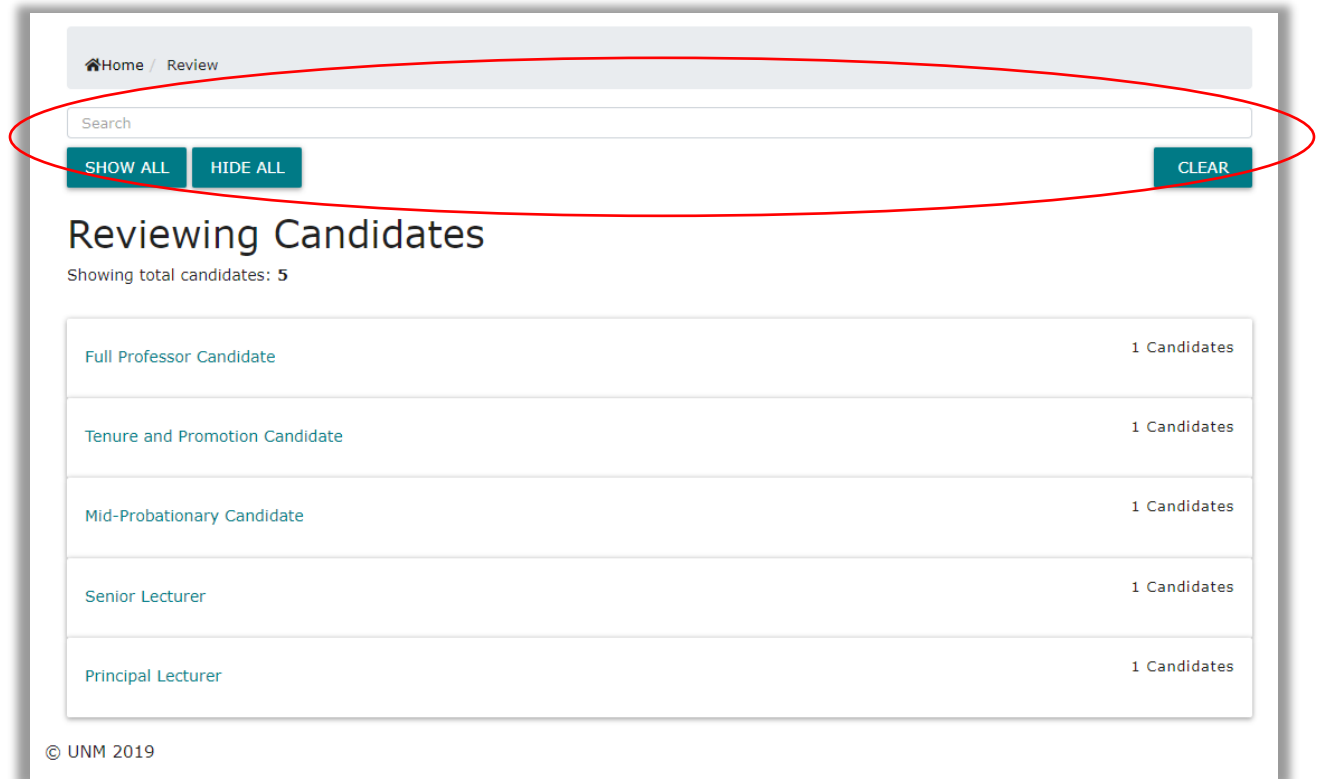 Home / Review
Search
SHOW ALL HIDE ALL CLEAR
Reviewing Candidates
Showing total candidates: 5
Full Professor Candidate 1 Candidates
Tenure and Promotion Candidate 1 Candidates
Mid-Probationary Candidate 1 Candidates
Senior Lecturer 1 Candidates
Principal Lecturer 1 Candidates
© UNM 2019